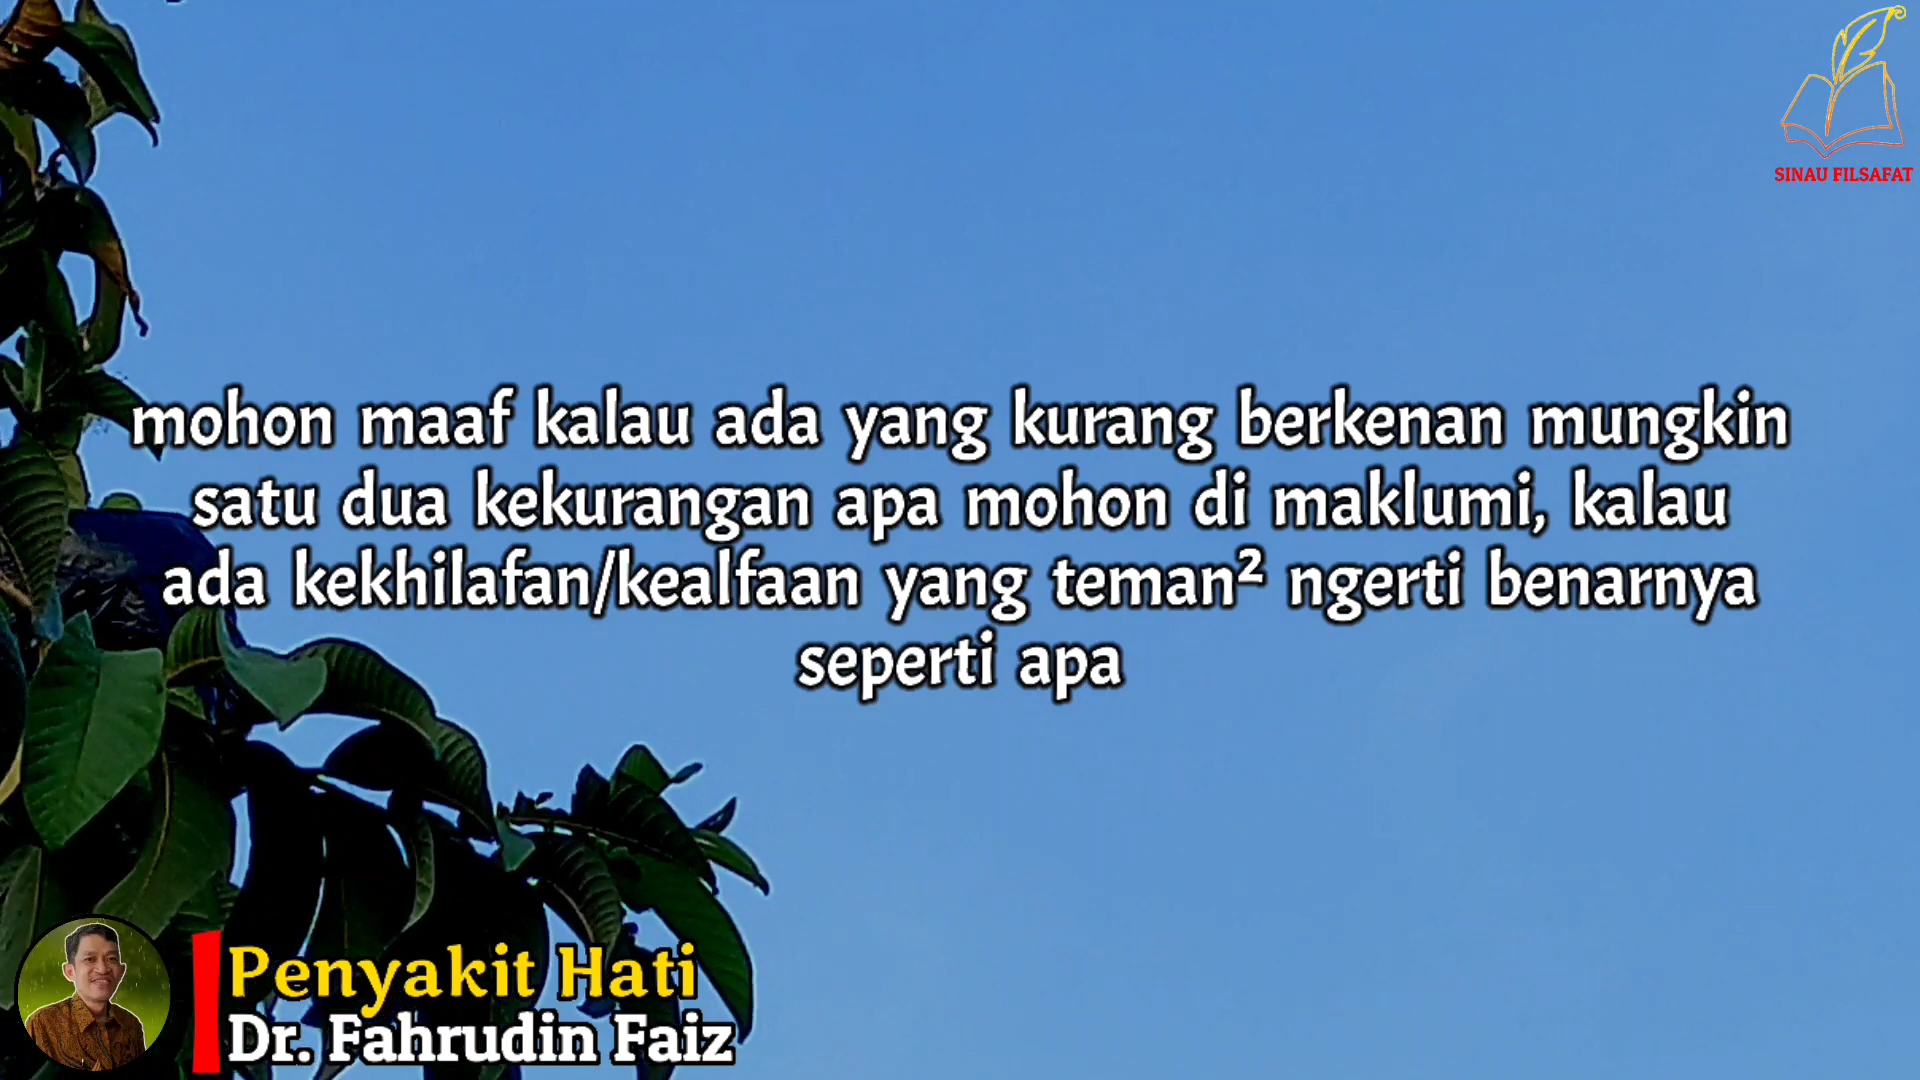 SINAU FILSAFAT
mohon maaf kalau ada yang kurang berkenan mungkin
satu dua kekurangan apa mohon di maklumi, kalau
ada kekhilafan/kealfaan yang teman² ngerti benarnya
seperti apa
Penyakit Hati
Dr. Fahrudin Faiz